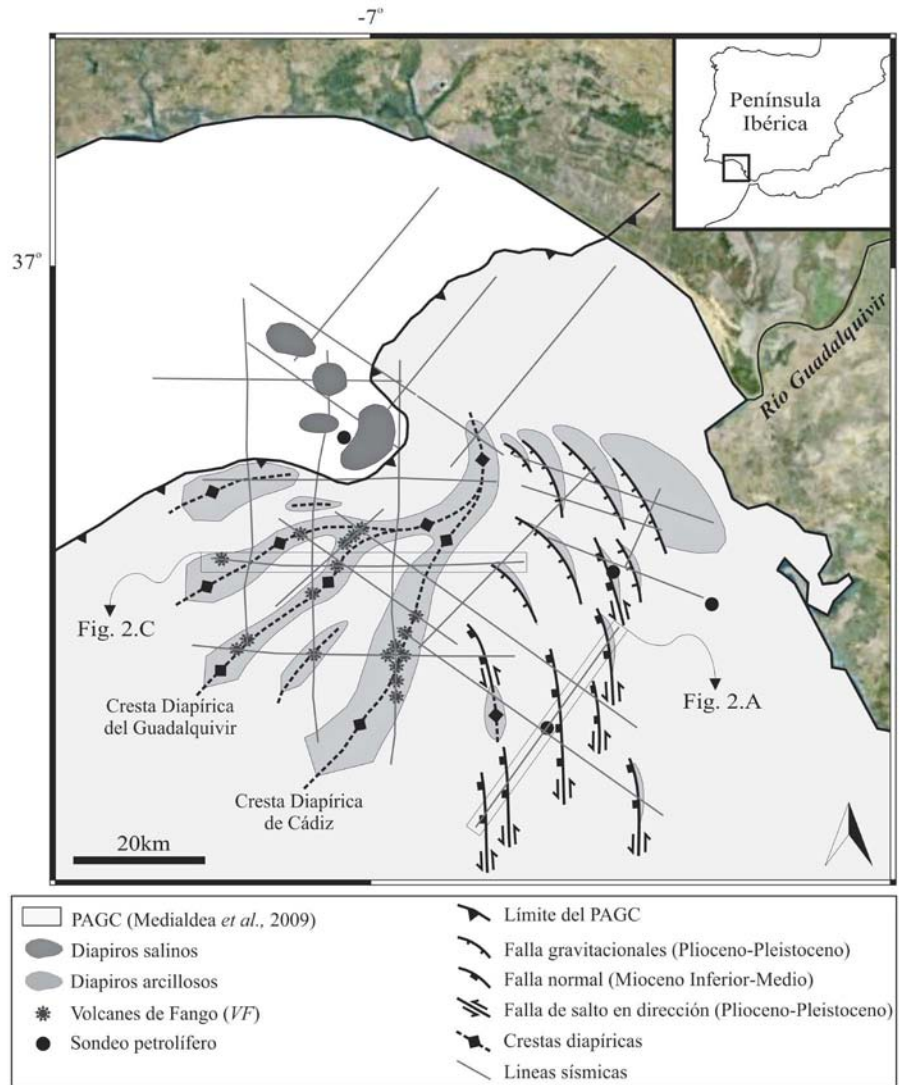 -7°
Península
Ibérica
37°
Río Guadalquivir
Fig. 2.C
Fig. 2.A
Cresta Diapírica
del Guadalquivir
Cresta Diapírica
de Cádiz
20km
PAGC (Medialdea et al., 2009)
Diapiros salinos
Diapiros arcillosos
Volcanes de Fango (VF)
Sondeo petrolífero
Límite del PAGC
Falla gravitacionales (Plioceno-Pleistoceno)
Falla normal (Mioceno Inferior-Medio)
Falla de salto en dirección (Plioceno-Pleistoceno)
Crestas diapíricas
Lineas sísmicas